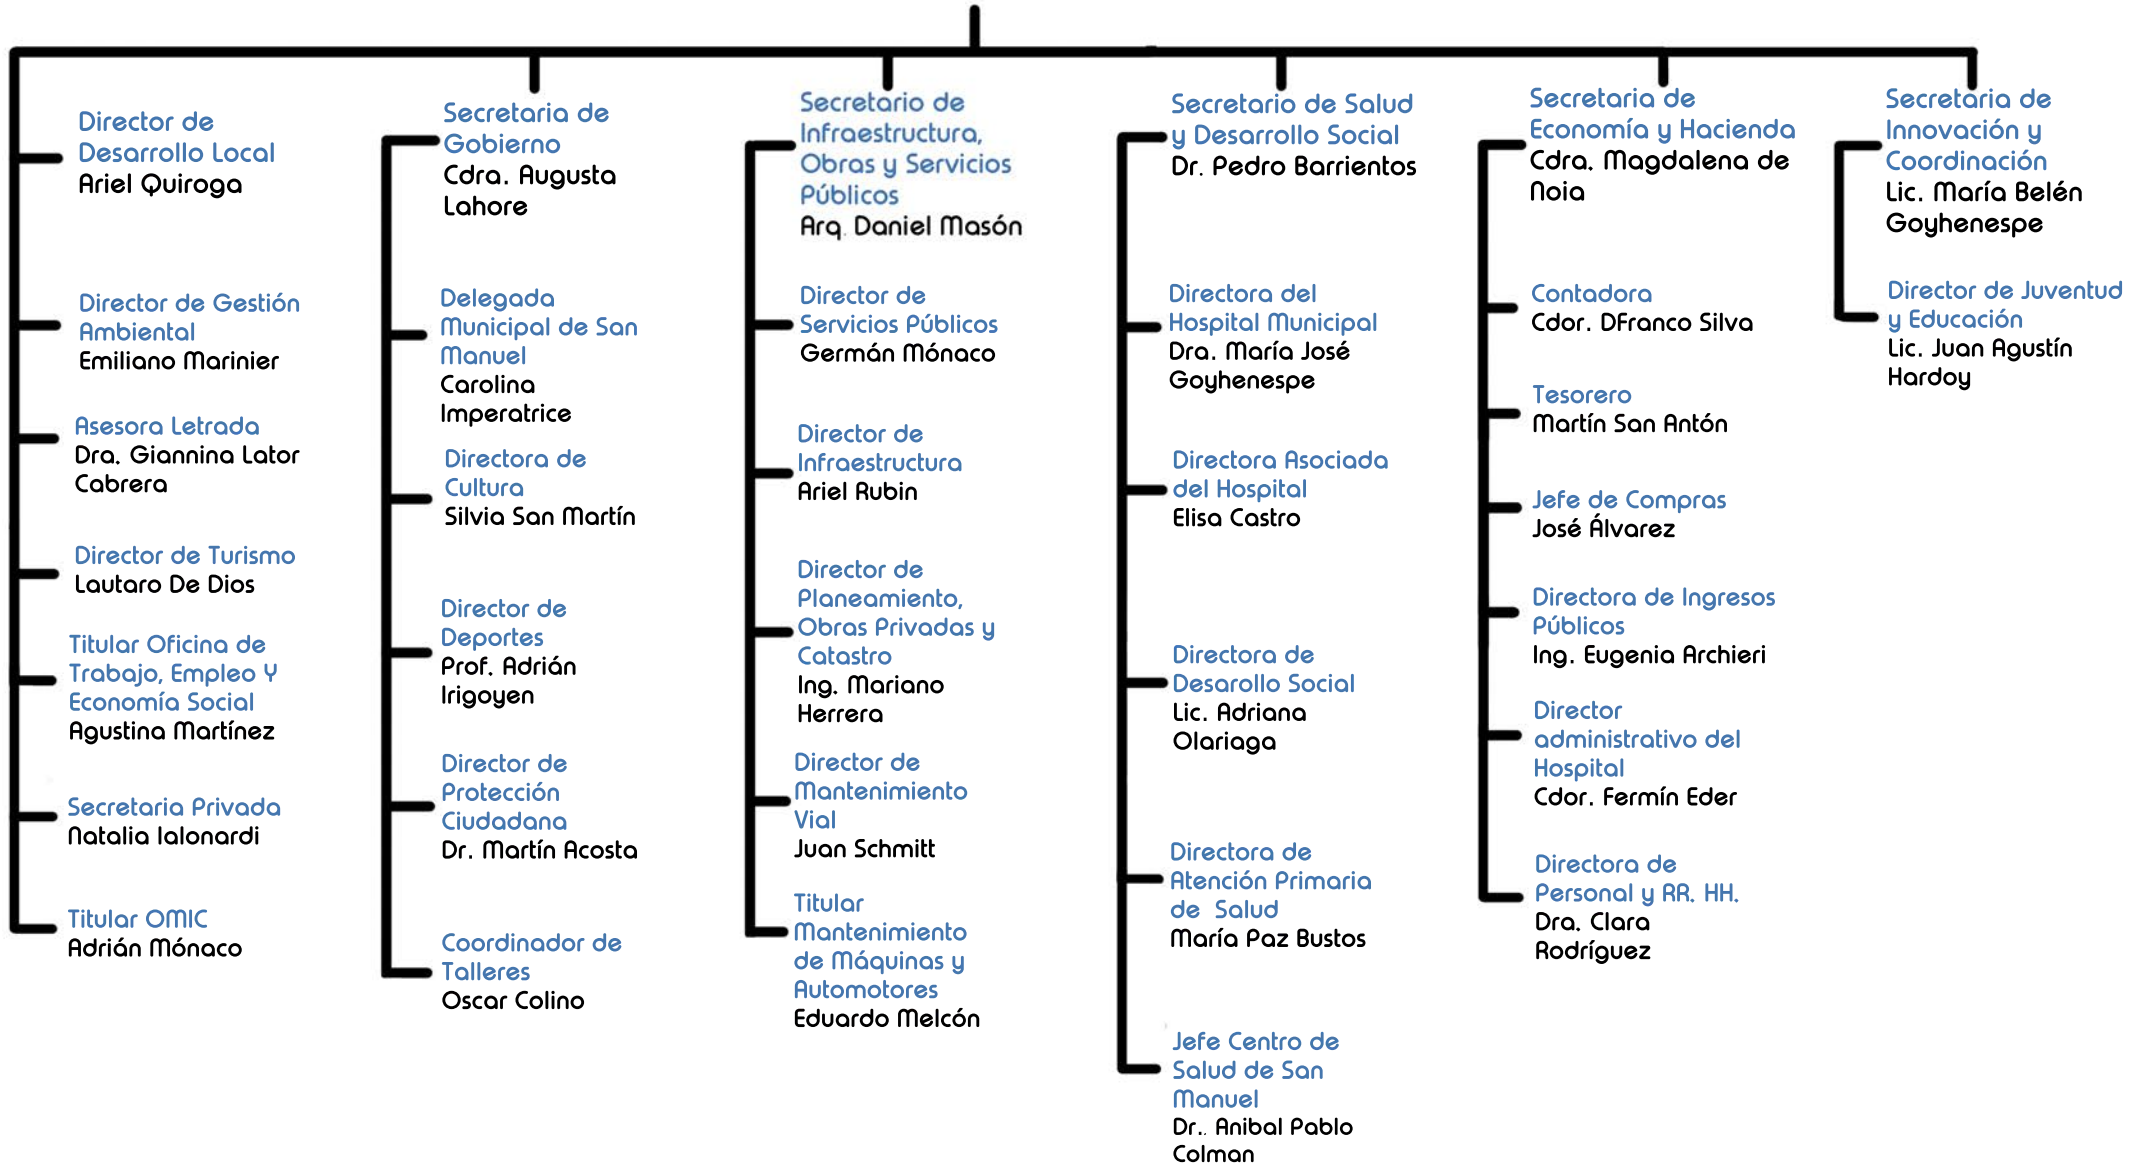 Director de
Desarrollo Local
Ariel Quiroga
Director de Gestión
Ambiental
Emiliano Marinier
Asesora Letrada
Dra. Giannina Lator
Cabrera
Director de Turismo
Lautaro De Dios
Titular Oficina de
Trabajo, Empleo Y
Economía Social
Agustina Martínez
Secretaria Privada
Natalia Ialonardi
Titular OMIC
Adrián Mónaco
Secretaria de
Gobierno
Cdra. Augusta
Lahore
Delegada
Municipal de San
Manuel
Carolina
Imperatrice
Directora de
Cultura
Silvia San Martín
Director de
Deportes
Prof. Adrián
Irigoyen
Director de
Protección
Ciudadana
Dr. Martín Acosta
Coordinador de
Talleres
Oscar Colino
Secretario de
Infraestructura,
Obras y Servicios
Públicos
Arq. Daniel Masón
Director de
Servicios Públicos
Germán Mónaco
Director de
Infraestructura
Ariel Rubin
Director de
Planeamiento,
Obras Privadas y
Catastro
Ing. Mariano
Herrera
Director de
Mantenimiento
Vial
Juan Schmitt
Titular
Mantenimiento
de Máquinas y
Automotores
Eduardo Melcón
Secretario de Salud
y Desarrollo Social
Dr. Pedro Barrientos
Directora del
Hospital Municipal
Dra. María José
Goyhenespe
Directora Asociada
del Hospital
Elisa Castro
Directora de
Desarollo Social
Lic. Adriana
Olariaga
Directora de
Atención Primaria
de Salud
María Paz Bustos
Jefe Centro de
Salud de San
Manuel
Dr.. Anibal Pablo
Colman
Secretaria de
Economía y Hacienda
Cdra. Magdalena de
Noia
Contadora
Cdor. DFranco Silva
Tesorero
Martín San Antón
Jefe de Compras
José Álvarez
Directora de Ingresos
Públicos
Ing. Eugenia Archieri
Director
administrativo del
Hospital
Cdor. Fermín Eder
Directora de
Personal y RR. HH.
Dra. Clara
Rodríguez
Secretaria de
Innovación y
Coordinación
Lic. María Belén
Goyhenespe
Director de Juventud
y Educación
Lic. Juan Agustín
Hardoy